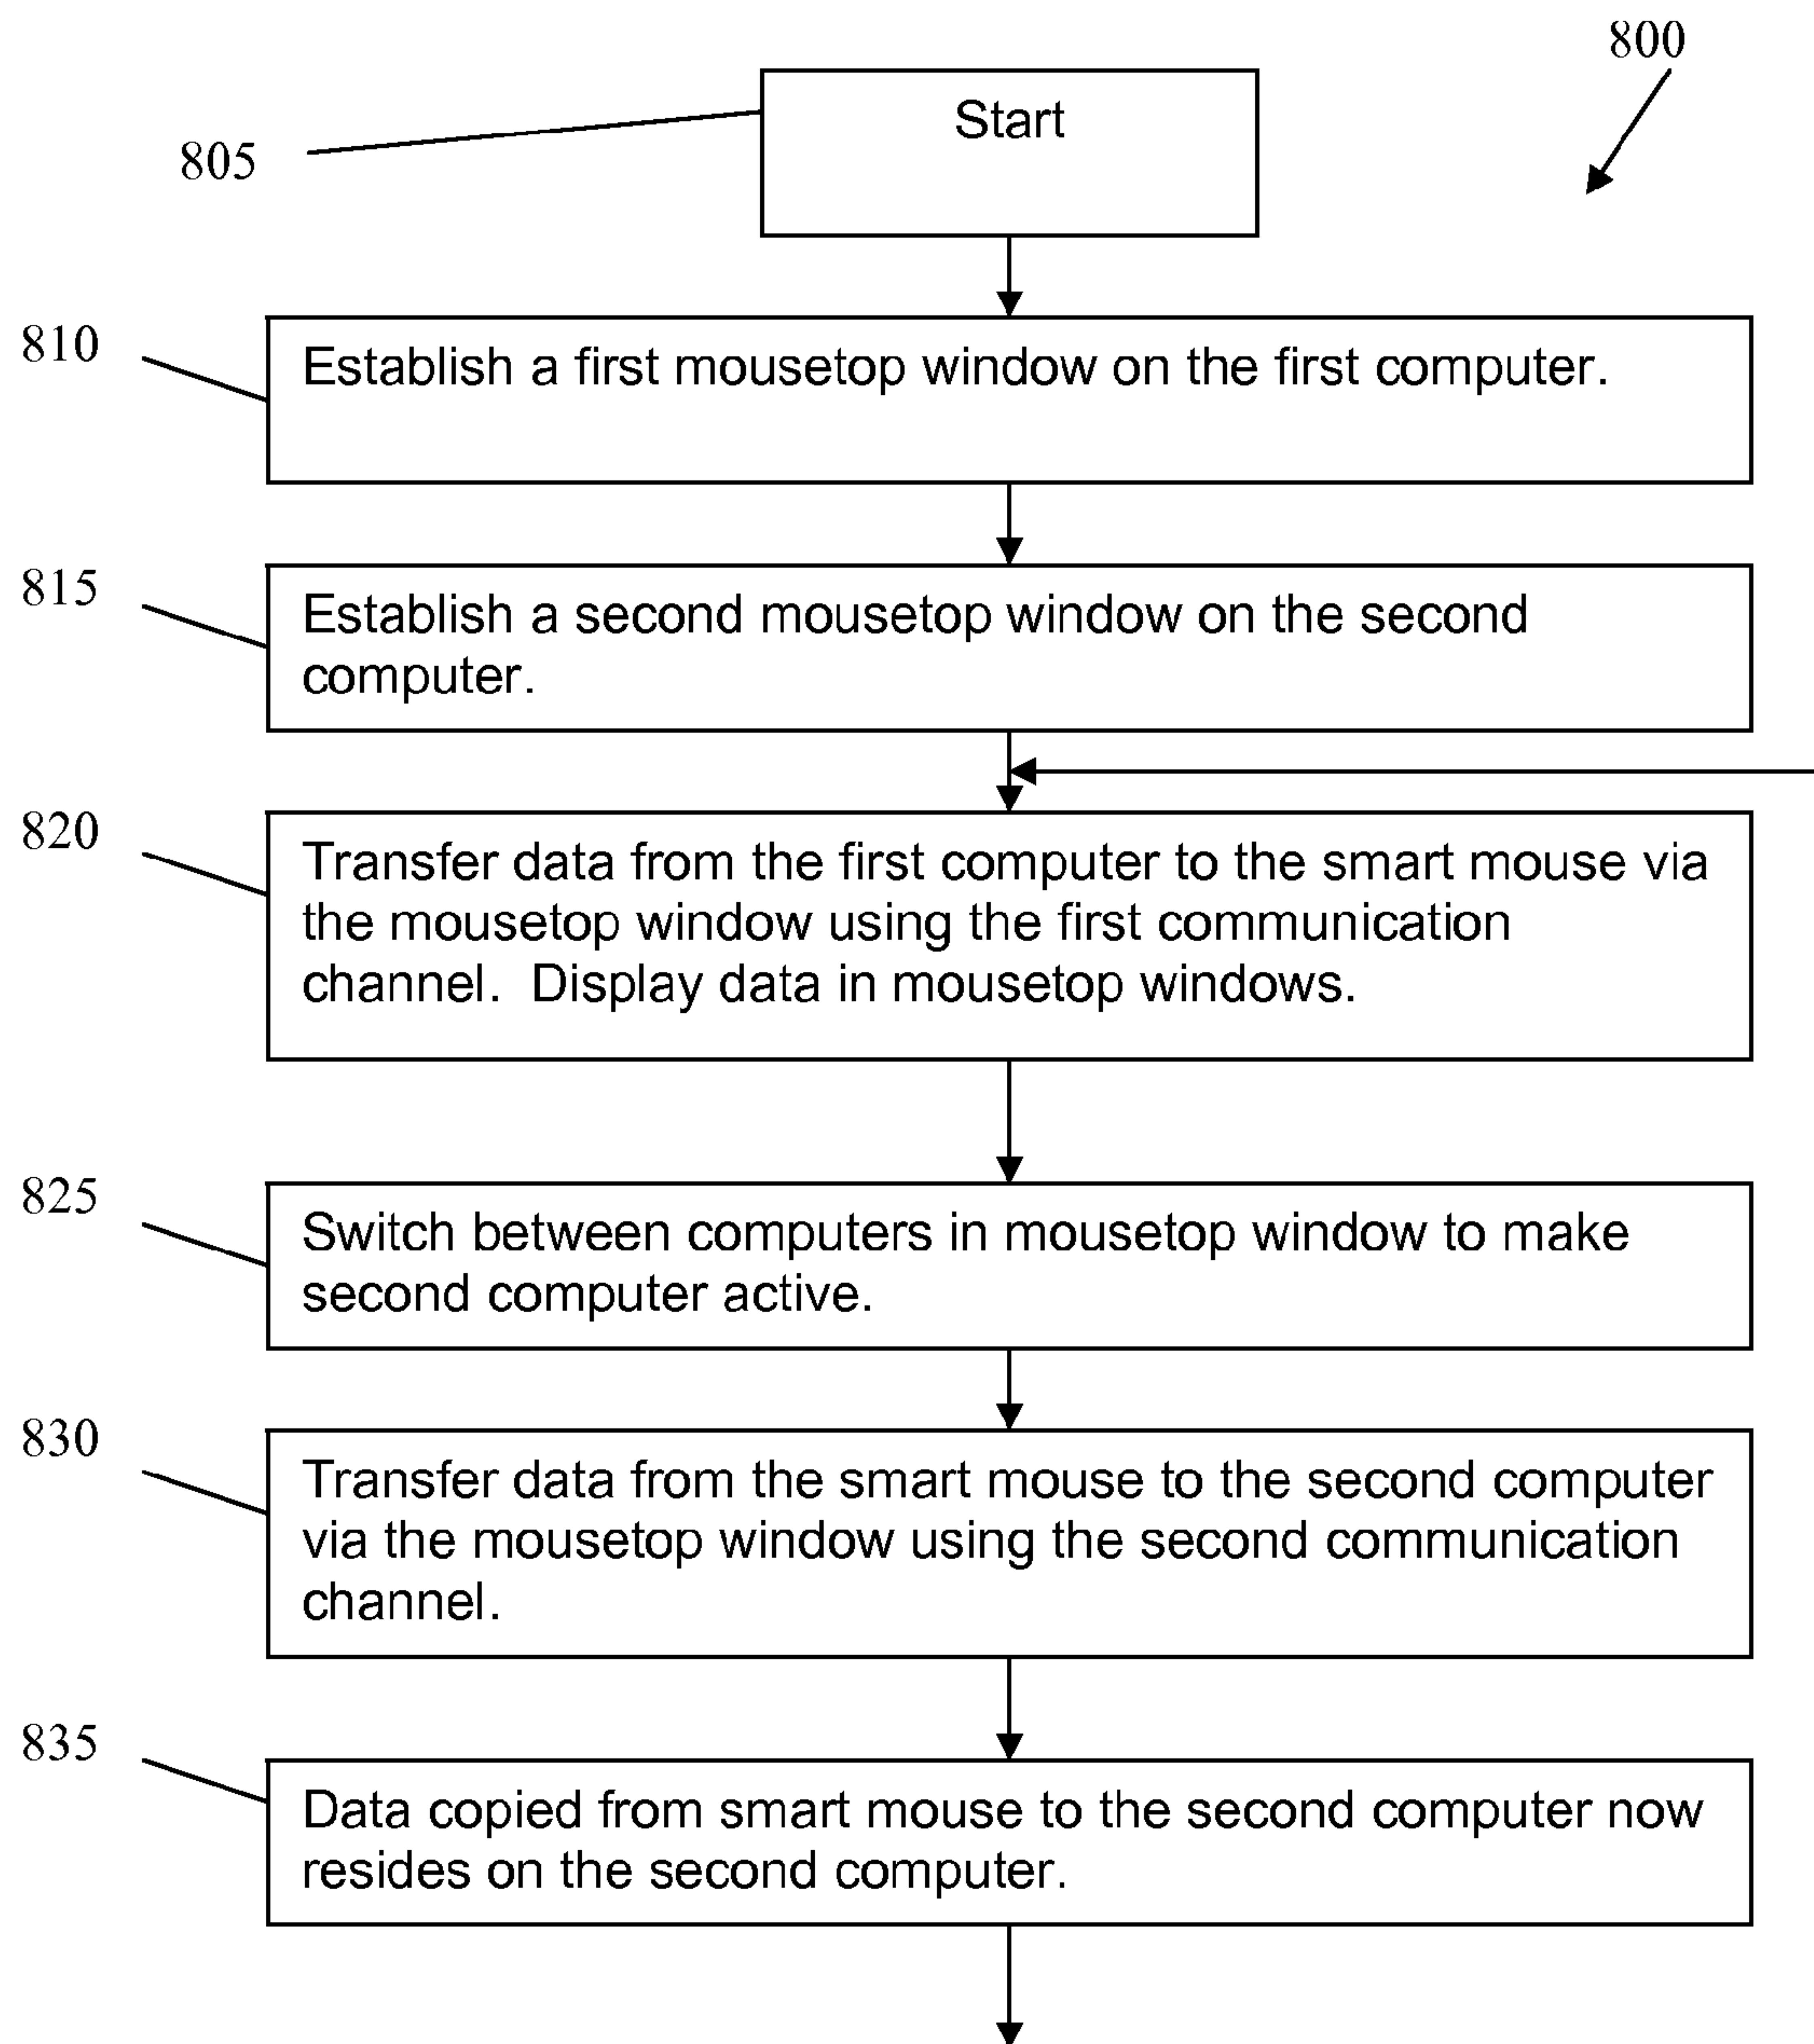 800
Start
805
810
Establish a first mousetop window on the first computer.
815
Establish a second mousetop window on the second
computer.
820
Transfer data from the first computer to the smart mouse via
the mousetop window using the first communication
channel.  Display data in mousetop windows.
825
Switch between computers in mousetop window to make
second computer active.
830
Transfer data from the smart mouse to the second computer
via the mousetop window using the second communication
channel.
835
Data copied from smart mouse to the second computer now
resides on the second computer.